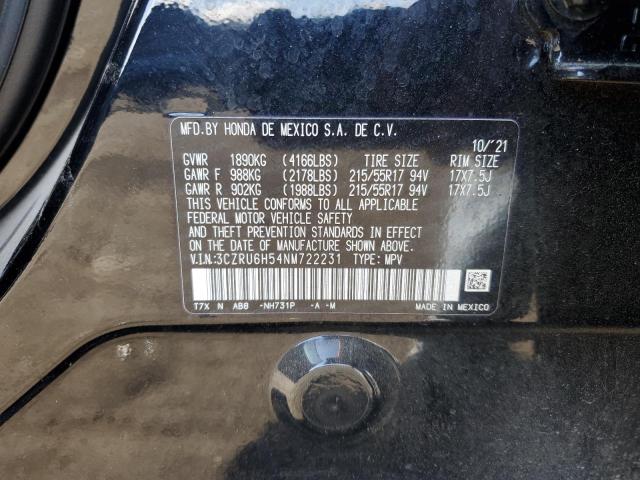 MFD.BY HONDA DE MEXICO S.A. DE C.V.
10/'21
GVWR 1890KG (4166LBS) TIRE SIZE RIM SIZE
GAWR F 988KG (2178LBS) 215/55R17 94V 17X7.5J
GAWR R 902KG (1988LBS) 215/55R17 94V 17X7.5J
THIS VEHICLE CONFORMS TO ALL APPLICABLE
FEDERAL MOTOR VEHICLE SAFETY
AND THEFT PREVENTION STANDARDS IN
EFFECT ON THE DATE OF MANUFACTURE SHOWN ABOVE.
V.I.N:3CZRU6H54NM722231 TYPE: MPV
T7X N AB8 -NH731P -A -M MADE IN MEXICO